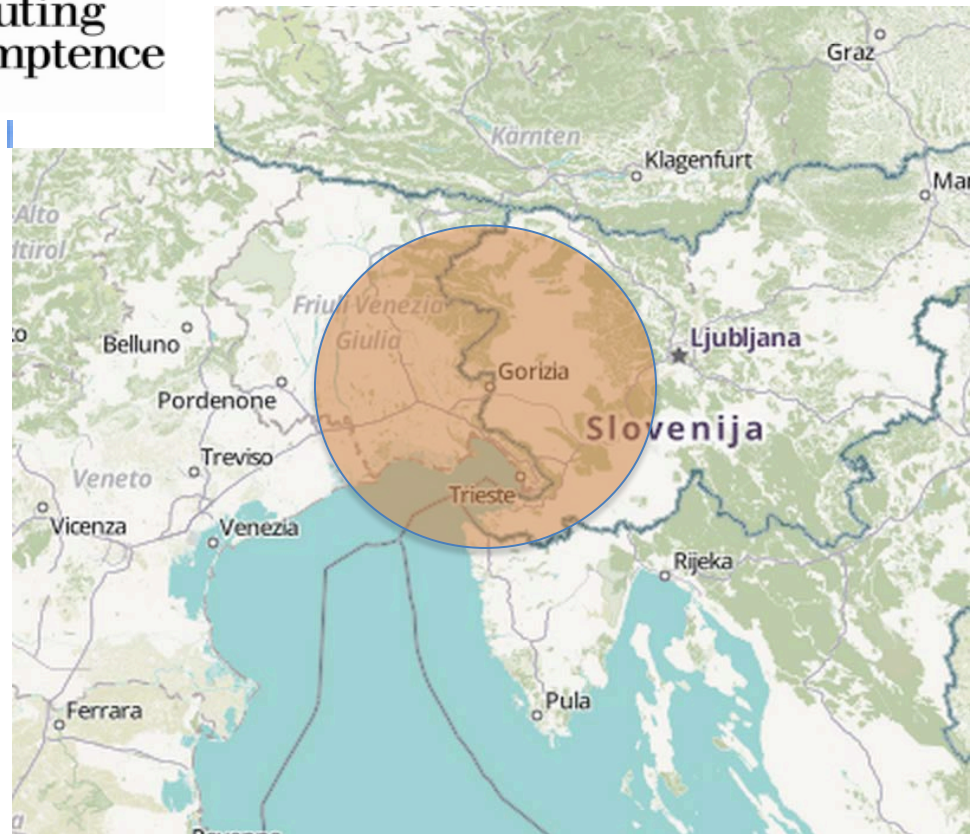 uting
mptence
Graz
Kärnten
Klagenfurt
Mar
Alto
dtirol
Friuli Venezia
Giulia
Ljubljana
Belluno
Gorizia
Pordenone
Slovenija
Treviso
Veneto
Trieste
Vicenza
Venezia
Rijeka
Pula
Ferrara